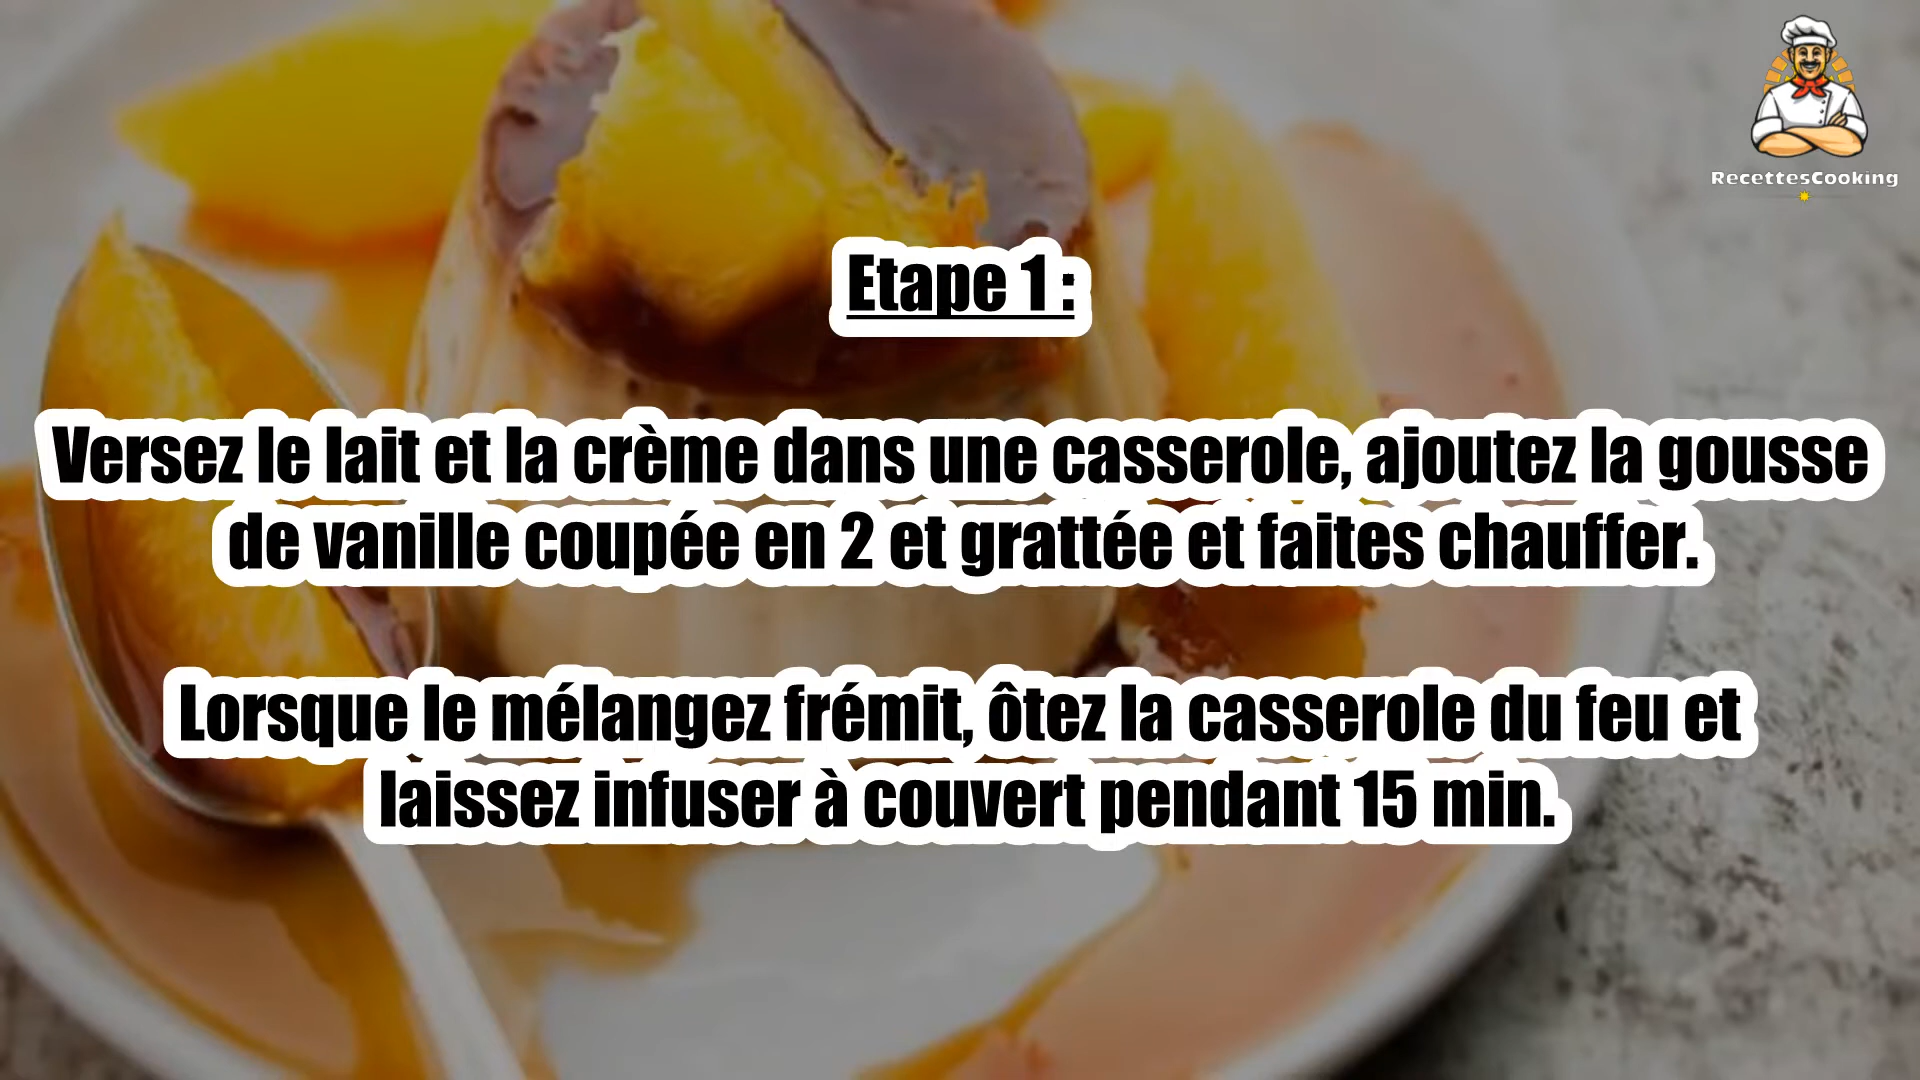 RecettesCooking
Etape 1 :
Versez le lait et la crème dans une casserole, ajoutez la gousse
de vanille coupée en 2 et grattée et faites chauffer.
Lorsque le mélangez frémit, ôtez la casserole du feu et
laissez infuser à couvert pendant 15 min.